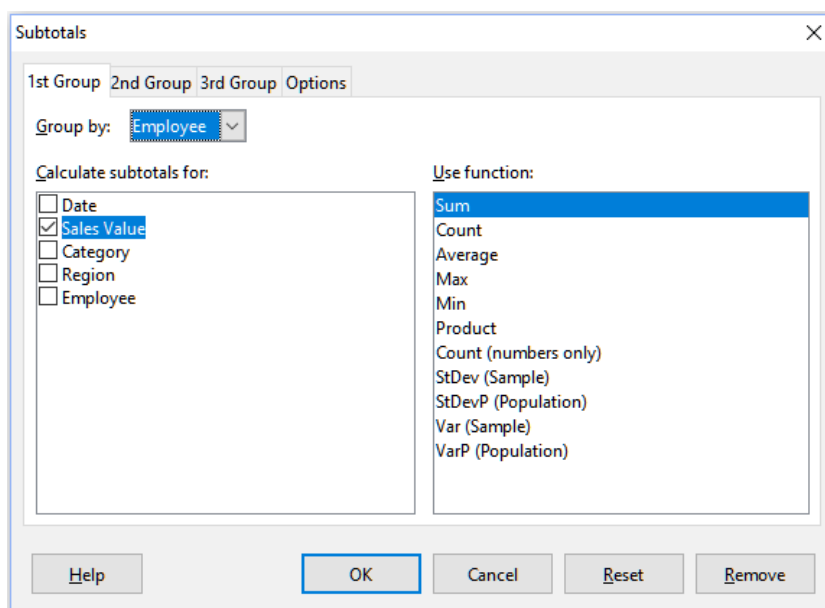 Subtotals
1st Group 2nd Group 3rd Group Options
Group by: Employee
Calculate subtotals for:
Date
Sales Value
Category
Region
Employee
Use function:
Sum
Count
Average
Max
Min
Product
Count (numbers only)
StDev (Sample)
StDevP (Population)
Var (Sample)
VarP (Population)
Help OK Cancel Reset Remove